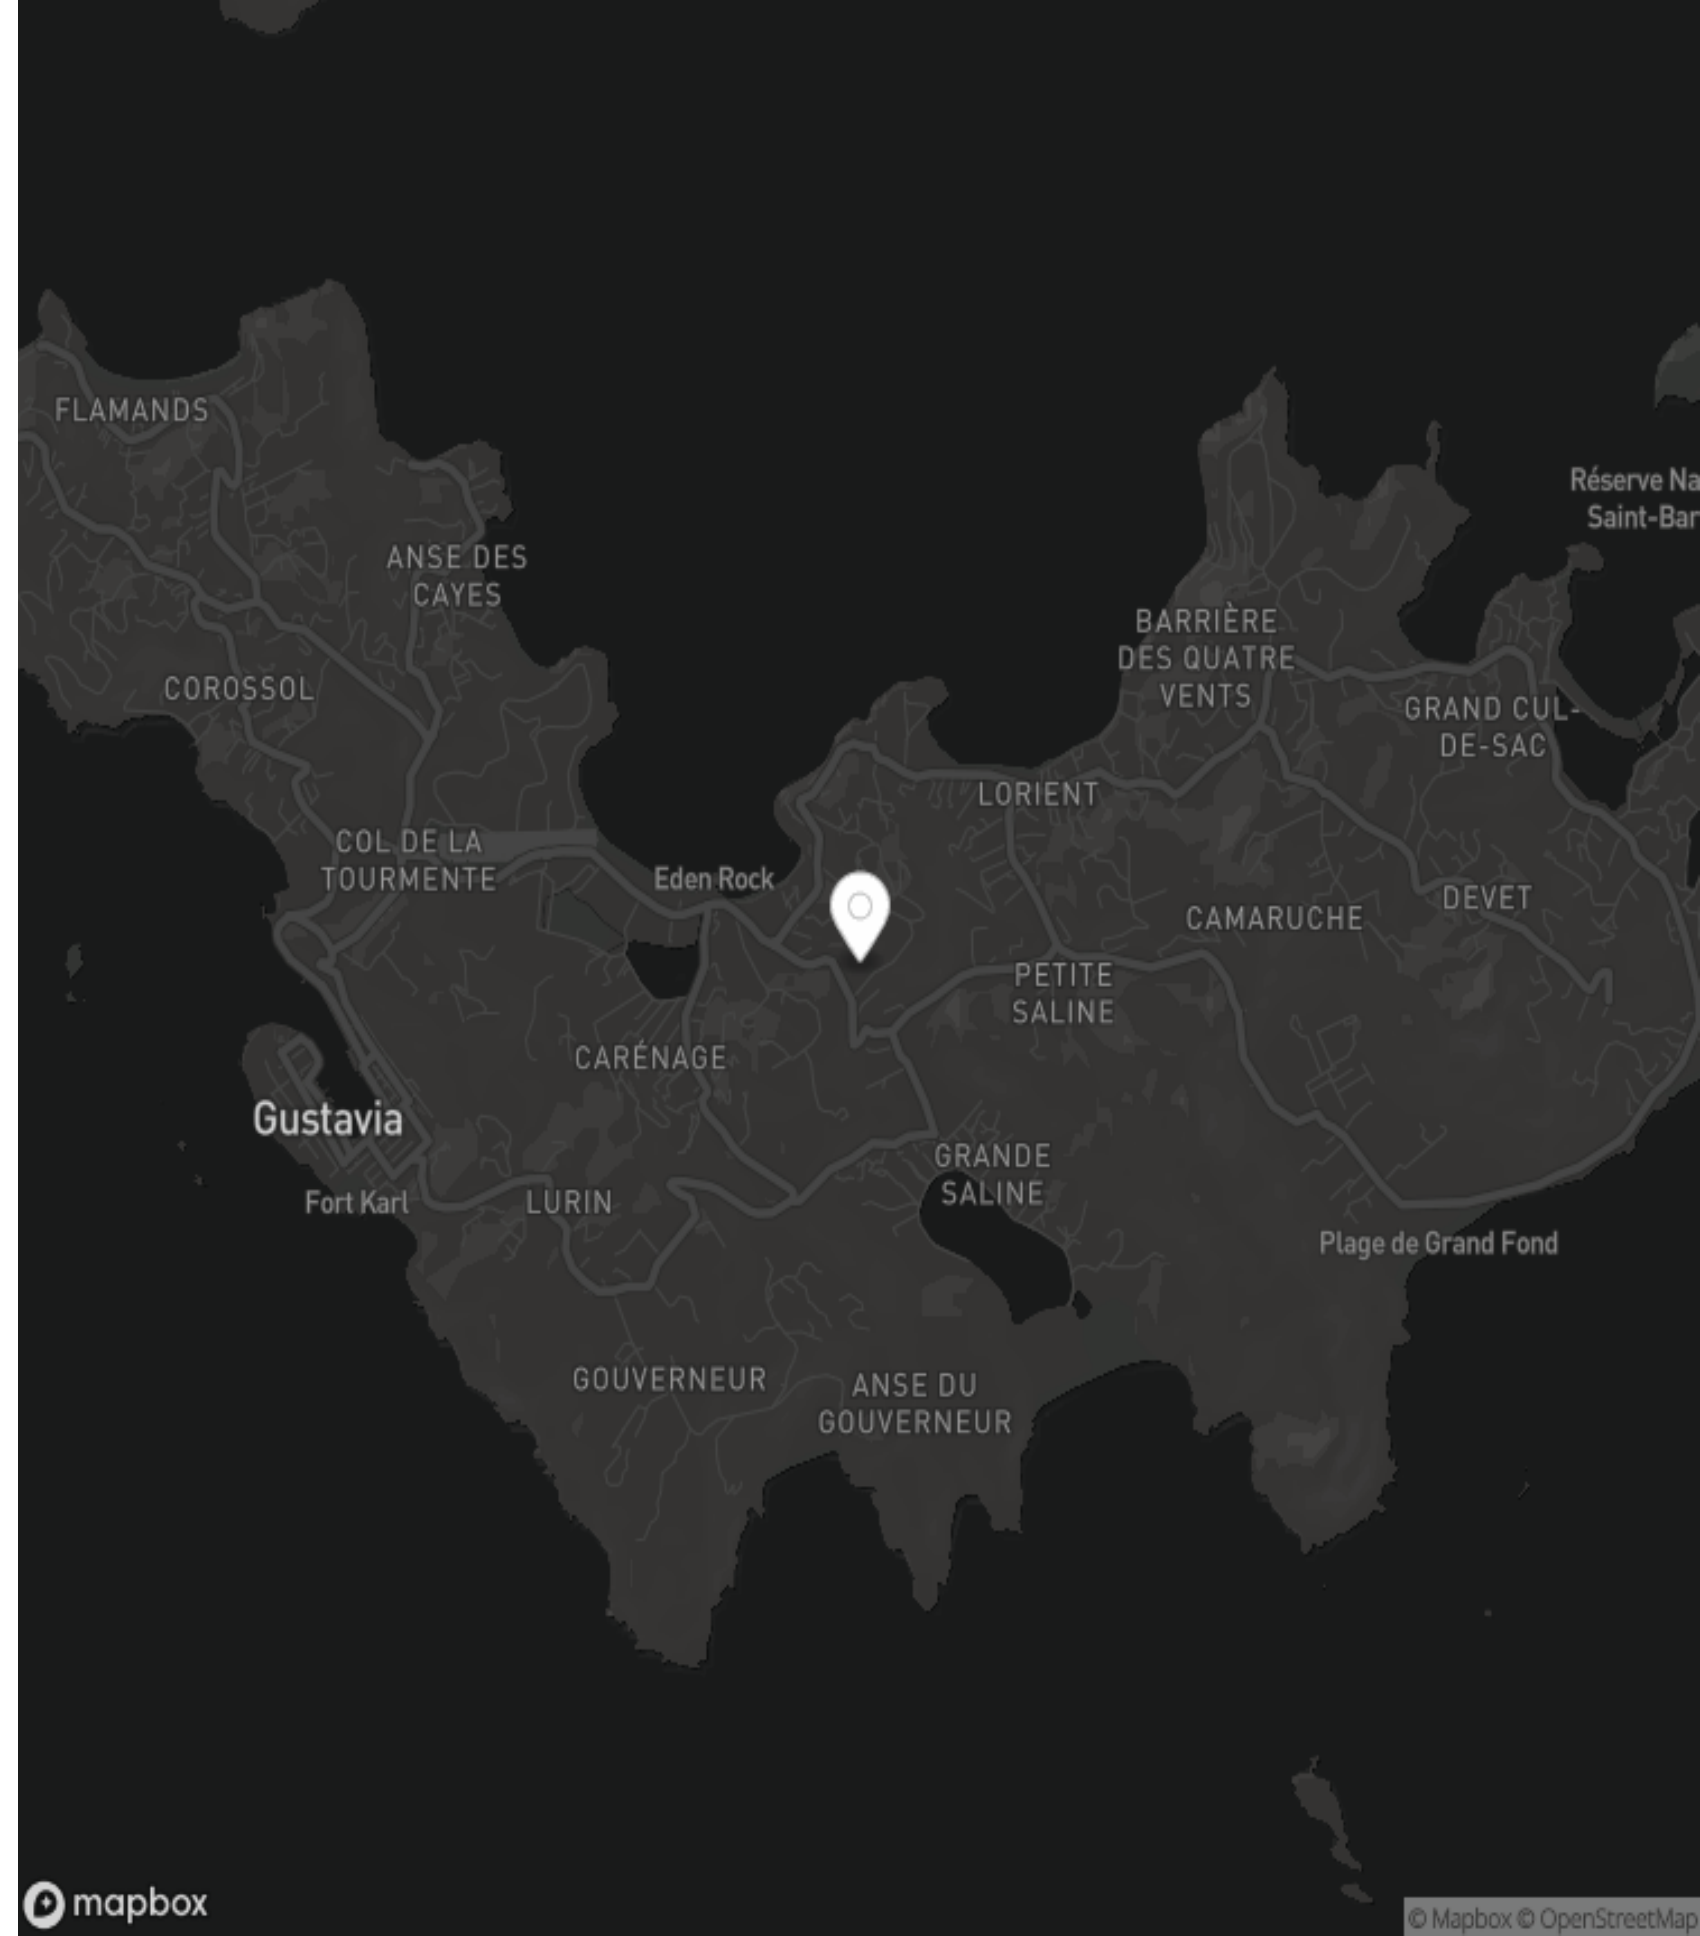 FLAMANDS
Réserve Na
Saint-Bar
ANSE DES
CAYES
BARRIÈRE
DES QUATRE
VENTS
COROSSOL
GRAND CUL-
DE-SAC
LORIENT
COL DE LA
TOURMENTE
Eden Rock
DEVET
CAMARUCHE
PETITE
SALINE
CARÉNAGE
Gustavia
GRANDE
SALINE
Fort Karl
LURIN
Plage de Grand Fond
GOUVERNEUR
ANSE DU
GOUVERNEUR
mapbox
© Mapbox © OpenStreetMap